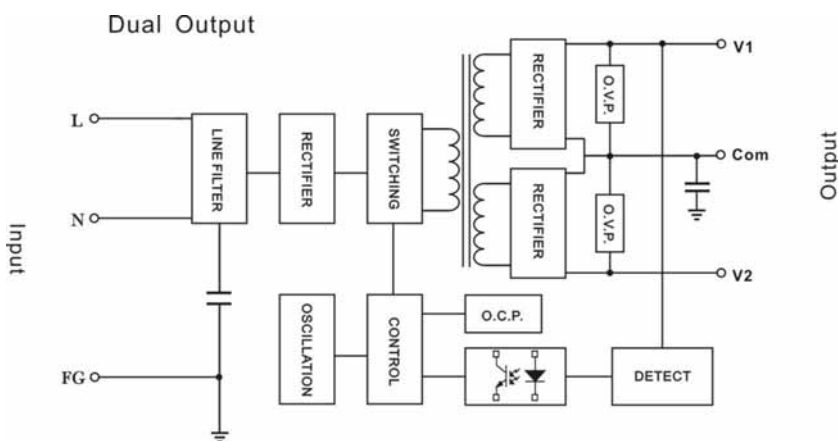 Dual Output
V1
RECTIFIER
O.V.P.
L
LINE FILTER
RECTIFIER
SWITCHING
Com
Output
N
RECTIFIER
O.V.P.
Input
V2
OSCILLATION
CONTROL
O.C.P.
FG
DETECT